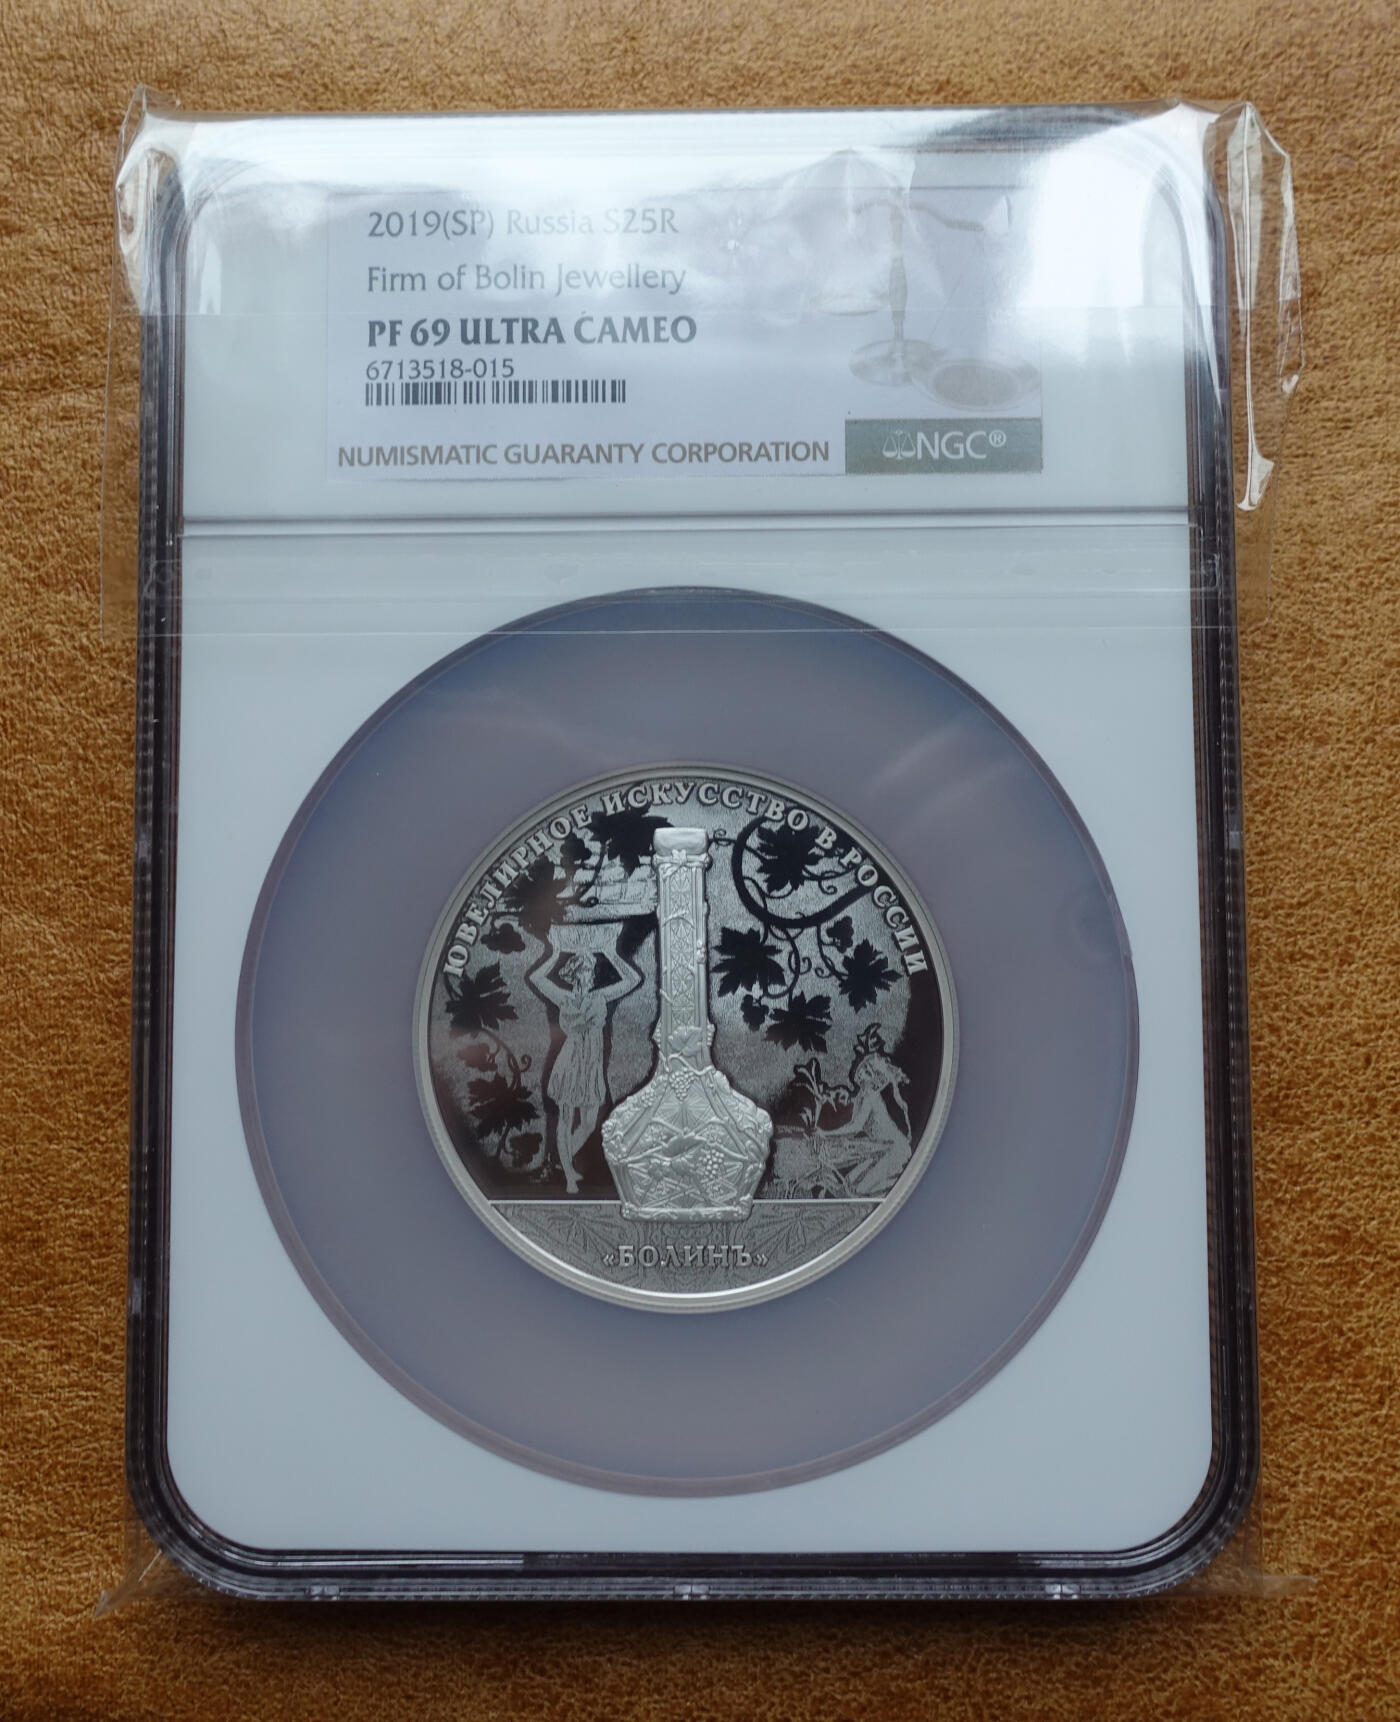 2019(SP) Russia S25R
Firm of Bolin Jewellery
PF 69 ULTRA CAMEO
6713518-015
NUMISMATIC GUARANTY CORPORATION
NGC®
ЮВЕЛИРНОЕ ИСКУССТВО В РОССИИ
«БОЛИНЪ»